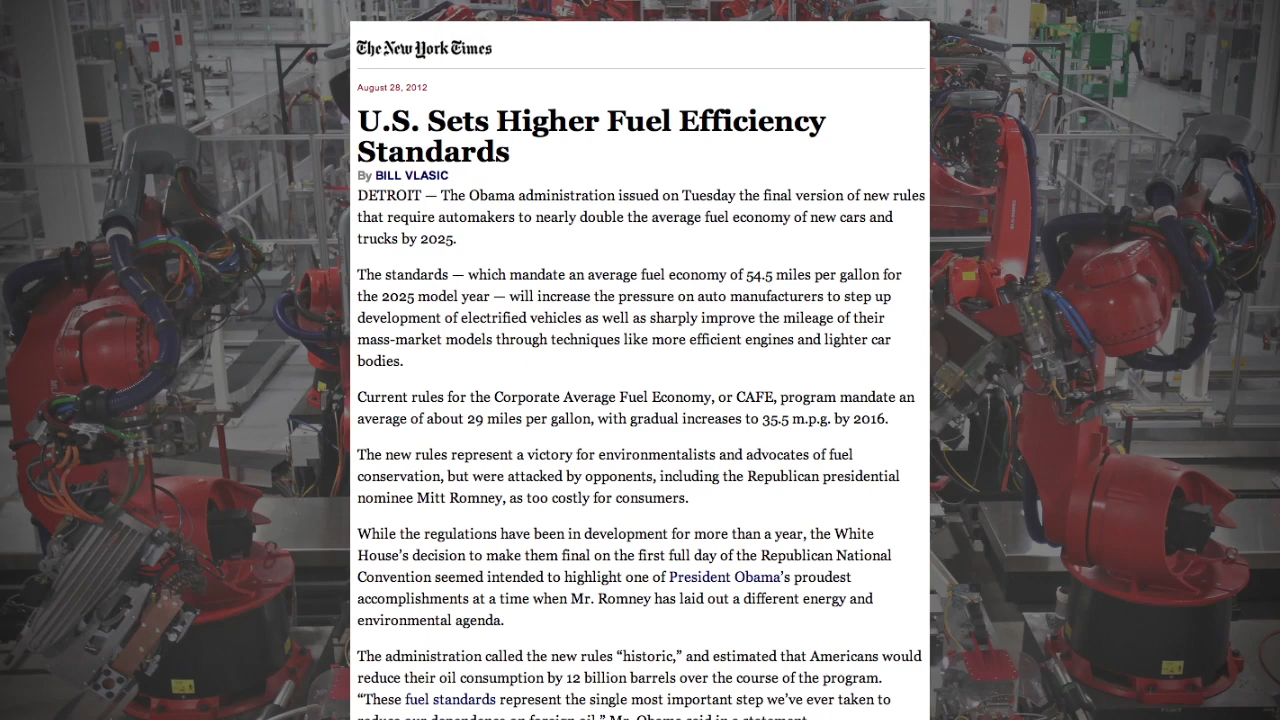 The New York Times
August 28, 2012
U.S. Sets Higher Fuel Efficiency
Standards
By BILL VLASIC
DETROIT — The Obama administration issued on Tuesday the final version of new rules
that require automakers to nearly double the average fuel economy of new cars and
trucks by 2025.
The standards — which mandate an average fuel economy of 54.5 miles per gallon for
the 2025 model year — will increase the pressure on auto manufacturers to step up
development of electrified vehicles as well as sharply improve the mileage of their
mass-market models through techniques like more efficient engines and lighter car
bodies.
Current rules for the Corporate Average Fuel Economy, or CAFE, program mandate an
average of about 29 miles per gallon, with gradual increases to 35.5 m.p.g. by 2016.
The new rules represent a victory for environmentalists and advocates of fuel
conservation, but were attacked by opponents, including the Republican presidential
nominee Mitt Romney, as too costly for consumers.
While the regulations have been in development for more than a year, the White
House’s decision to make them final on the first full day of the Republican National
Convention seemed intended to highlight one of President Obama’s proudest
accomplishments at a time when Mr. Romney has laid out a different energy and
environmental agenda.
The administration called the new rules “historic,” and estimated that Americans would
reduce their oil consumption by 12 billion barrels over the course of the program.
“These fuel standards represent the single most important step we’ve ever taken to
reduce our dependence on foreign oil,” Mr. Obama said in a statement.